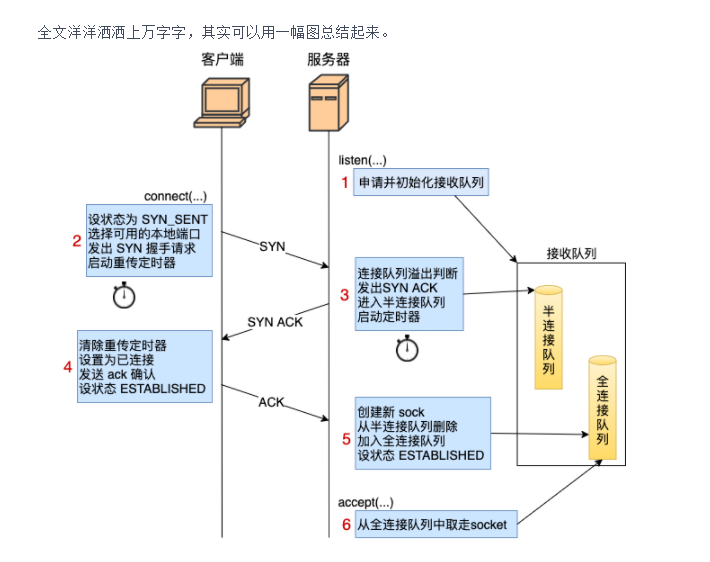 全文洋洋洒洒上万字字，其实可以用一幅图总结起来。
客户端
服务器
listen(...)
1
申请并初始化接收队列
connect(...)
2
设状态为 SYN_SENT
选择可用的本地端口
发出 SYN 握手请求
启动重传定时器
SYN
接收队列
3
连接队列溢出判断
发出SYN ACK
进入半连接队列
启动定时器
半连接队列
SYN ACK
4
清除重传定时器
设置为已连接
发送 ack 确认
设状态 ESTABLISHED
全连接队列
ACK
5
创建新 sock
从半连接队列删除
加入全连接队列
设状态 ESTABLISHED
accept(...)
6
从全连接队列中取走socket